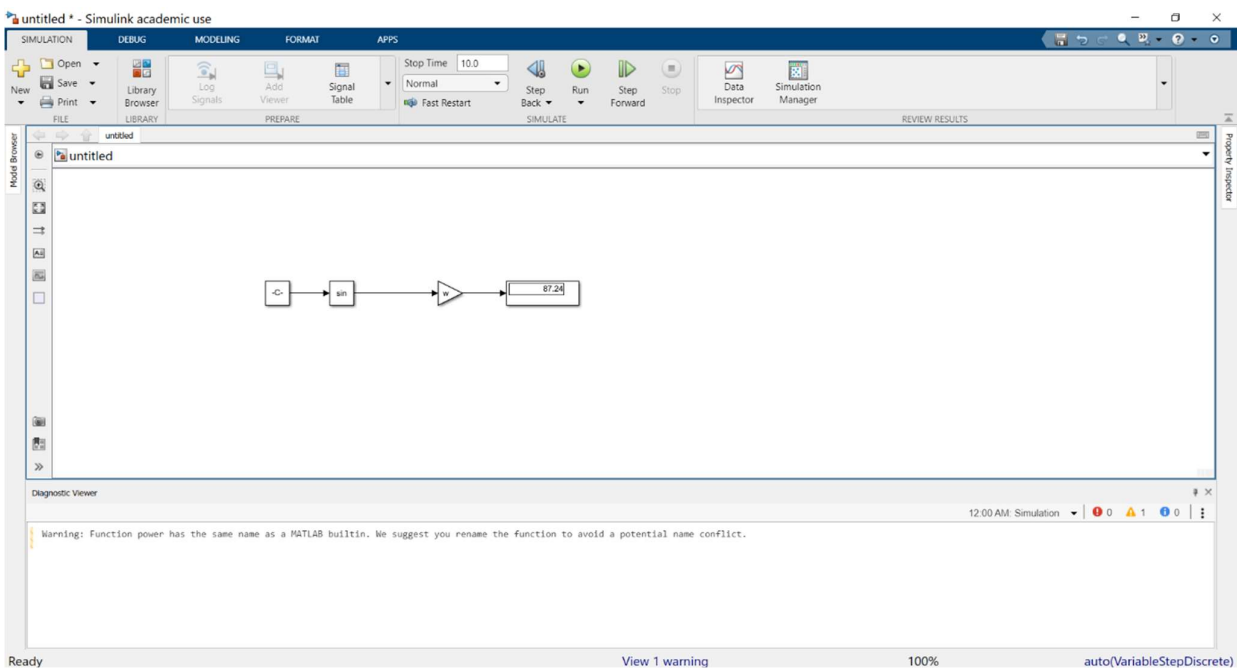 untitled * - Simulink academic use
SIMULATION DEBUG MODELING FORMAT APPS
New
Open
Save
Print
FILE
Library Browser
LIBRARY
Log Signals
Add Viewer
Signal Table
PREPARE
Stop Time 10.0
Normal
Fast Restart
Step Back
Run
Step Forward
Stop
SIMULATE
Data Inspector
Simulation Manager
REVIEW RESULTS
Model Browser
Property Inspector
untitled
untitled
-C- sin w 87.24
Diagnostic Viewer
12:00 AM: Simulation 0 1 0
Warning: Function power has the same name as a MATLAB builtin. We suggest you rename the function to avoid a potential name conflict.
Ready View 1 warning 100% auto(VariableStepDiscrete)